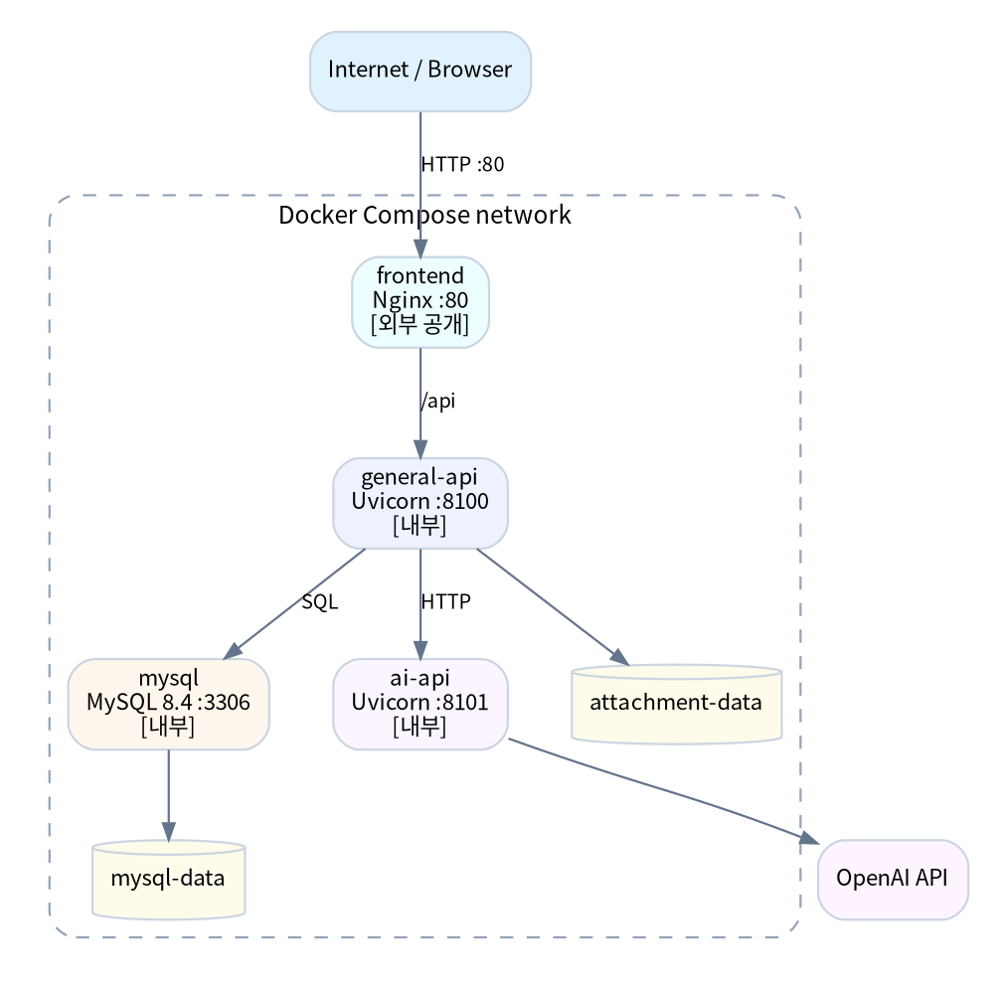 Internet / Browser
HTTP :80
Docker Compose network
frontend
Nginx :80
[외부 공개]
/api
general-api
Uvicorn :8100
[내부]
SQL
HTTP
mysql
MySQL 8.4 :3306
[내부]
ai-api
Uvicorn :8101
[내부]
attachment-data
mysql-data
OpenAI API